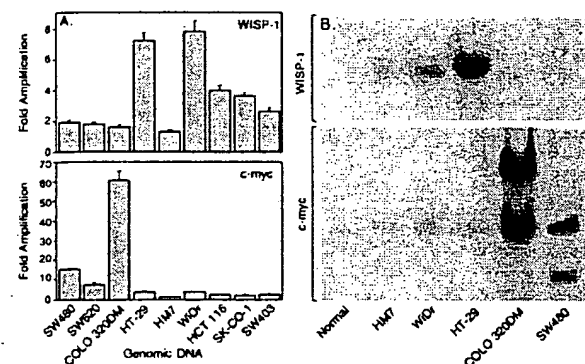 A.
WISP-1
Fold Amplification
8
6
4
2
0
c-myc
Fold Amplification
70
60
50
40
30
20
10
0
SW480
SW620
COLO 320DM
HT-29
HM7
WiDr
HCT 116
SK-CO-1
SW403
Genomic DNA
B.
WISP-1
c-myc
Normal
HM7
WiDr
HT-29
COLO 320DM
SW480